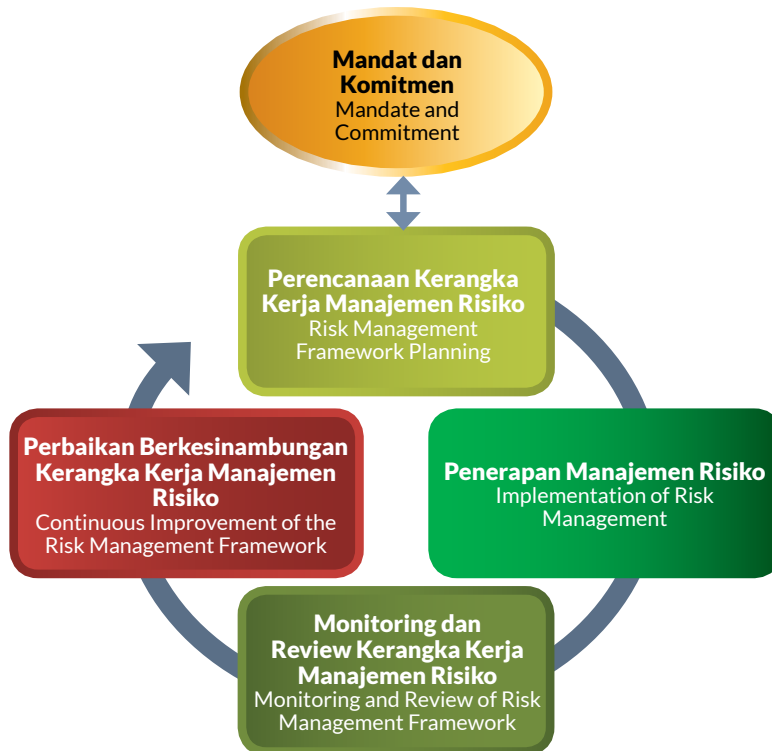 Mandat dan
Komitmen
Mandate and
Commitment
Perencanaan Kerangka
Kerja Manajemen Risiko
Risk Management
Framework Planning
Perbaikan Berkesinambungan
Kerangka Kerja Manajemen
Risiko
Continuous Improvement of the
Risk Management Framework
Penerapan Manajemen Risiko
Implementation of Risk
Management
Monitoring dan
Review Kerangka Kerja
Manajemen Risiko
Monitoring and Review of Risk
Management Framework